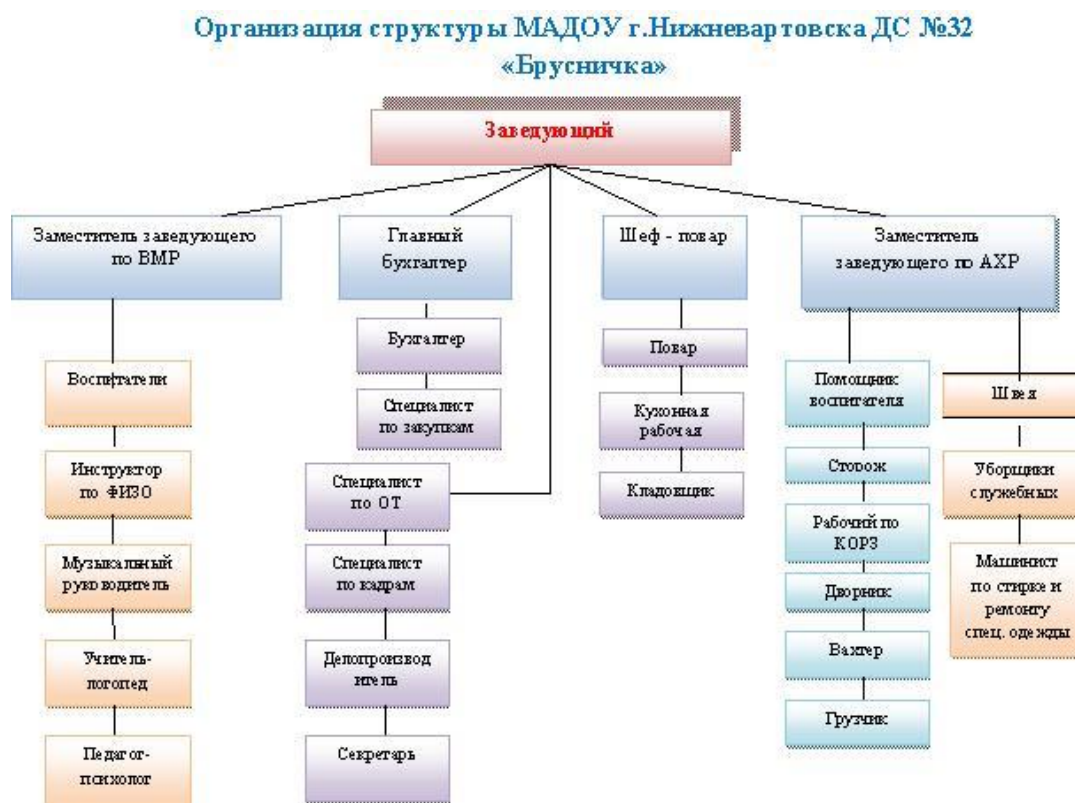 Организация структуры МАДОУ г.Нижневартовска ДС №32
«Брусничка»
Заведующий
Заместитель заведующего
по ВМР
Главный
бухгалтер
Шеф - повар
Заместитель
заведующего по АХР
Воспитатели
Инструктор
по ФИЗО
Музыкальный
руководитель
Учитель-
логопед
Педагог-
психолог
Бухгалтер
Специалист
по закупкам
Специалист
по ОТ
Специалист
по кадрам
Делопроизвод
итель
Секретарь
Повар
Кухонная
рабочая
Кладовщик
Помощник
воспитателя
Сторож
Рабочий по
КОРЗ
Дворник
Вахтер
Грузчик
Швея
Уборщики
служебных
Машинист
по стирке и
ремонту
спец. одежды